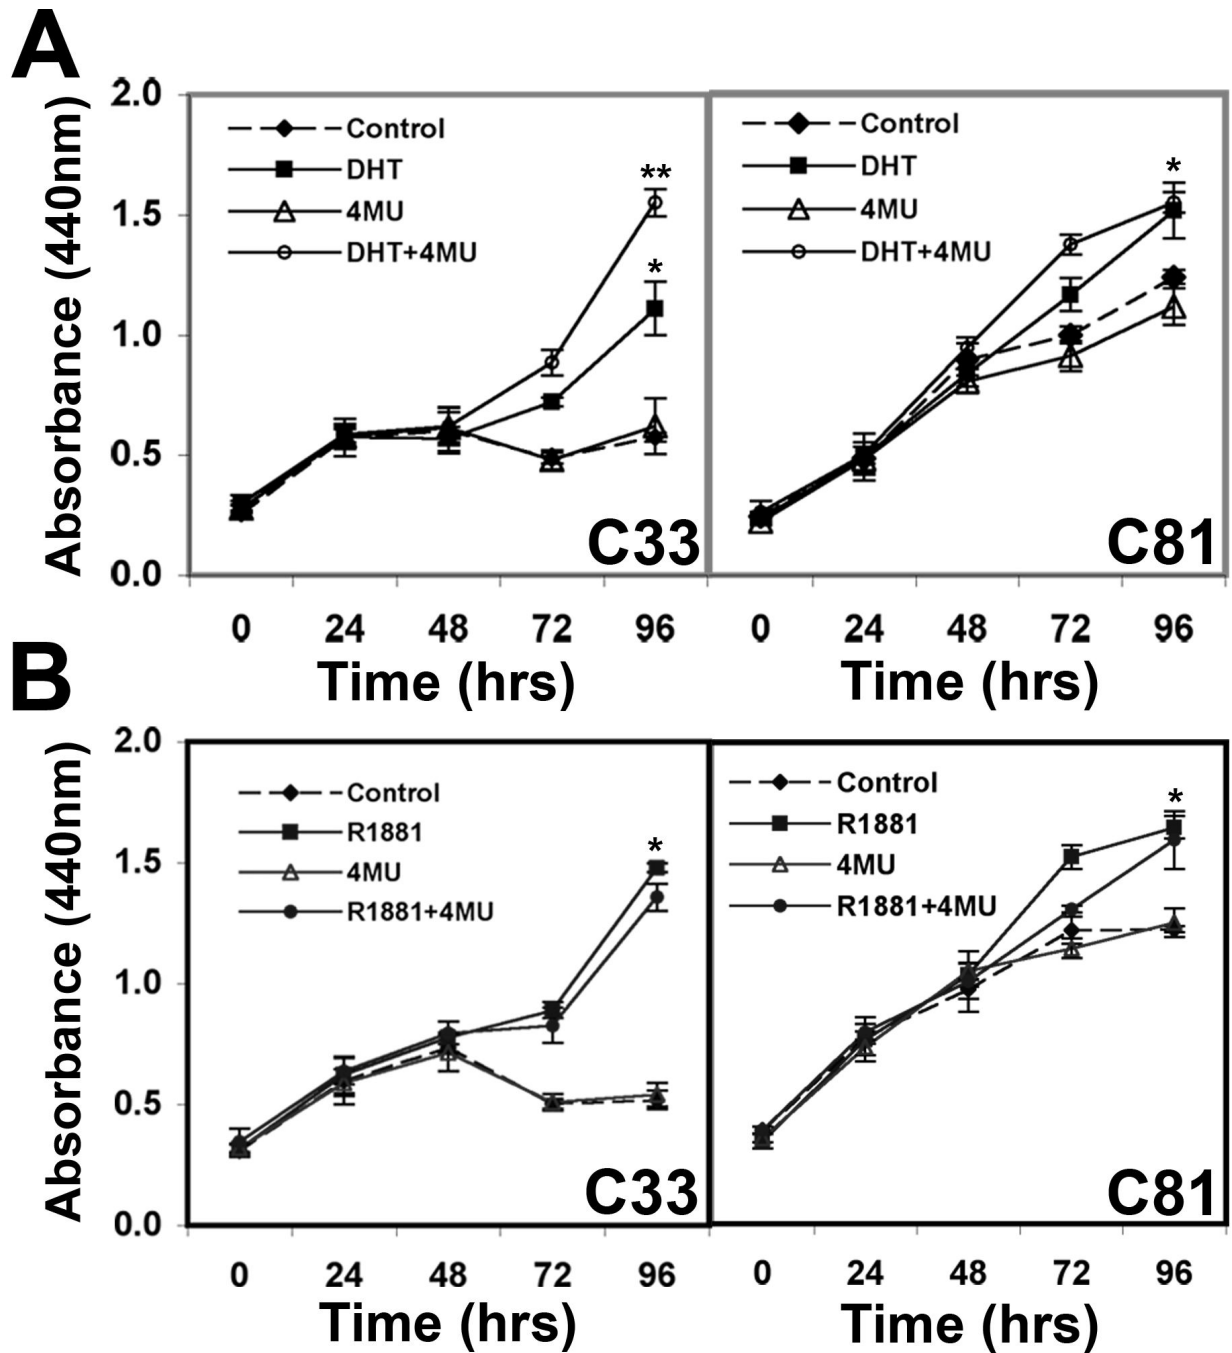 A
Absorbance (440nm)
2.0
1.5
1.0
0.5
0.0
Control
DHT
4MU
DHT+4MU
**
*
C33
0 24 48 72 96
Time (hrs)
Control
DHT
4MU
DHT+4MU
*
C81
0 24 48 72 96
Time (hrs)
B
Absorbance (440nm)
2.0
1.5
1.0
0.5
0.0
Control
R1881
4MU
R1881+4MU
*
C33
0 24 48 72 96
Time (hrs)
Control
R1881
4MU
R1881+4MU
*
C81
0 24 48 72 96
Time (hrs)